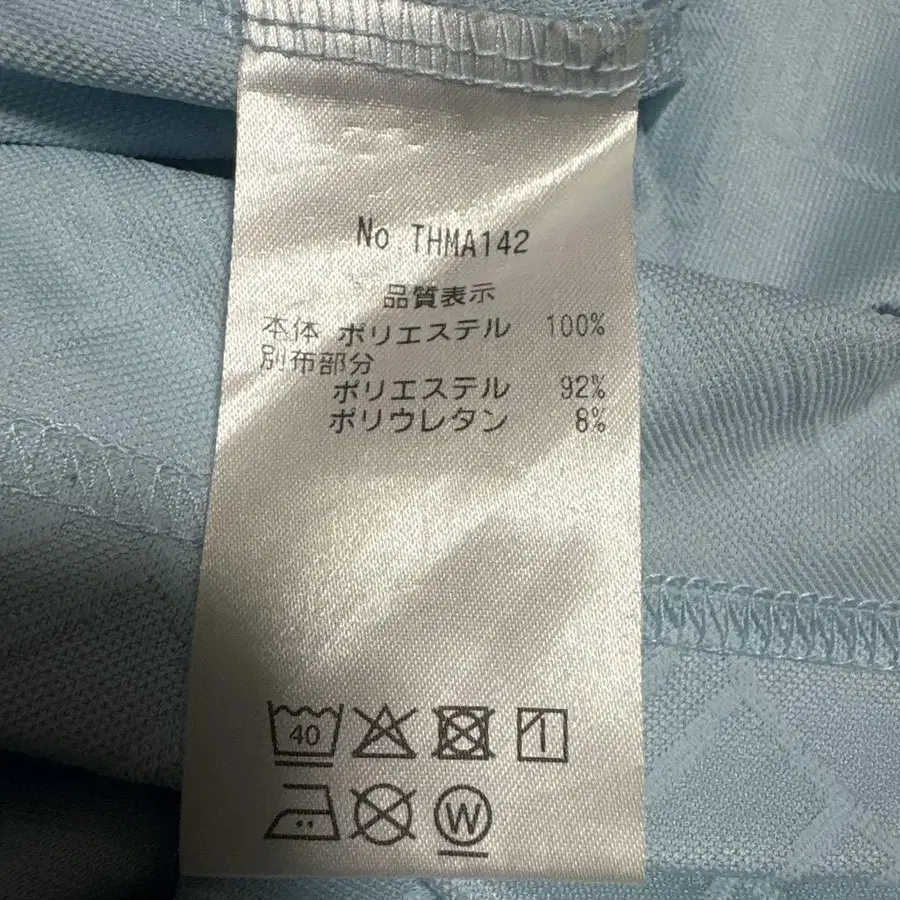 No. THMA142
品質表示
本体 ポリエステル 100%
別布部分
ポリエステル 92%
ポリウレタン 8%
40
W